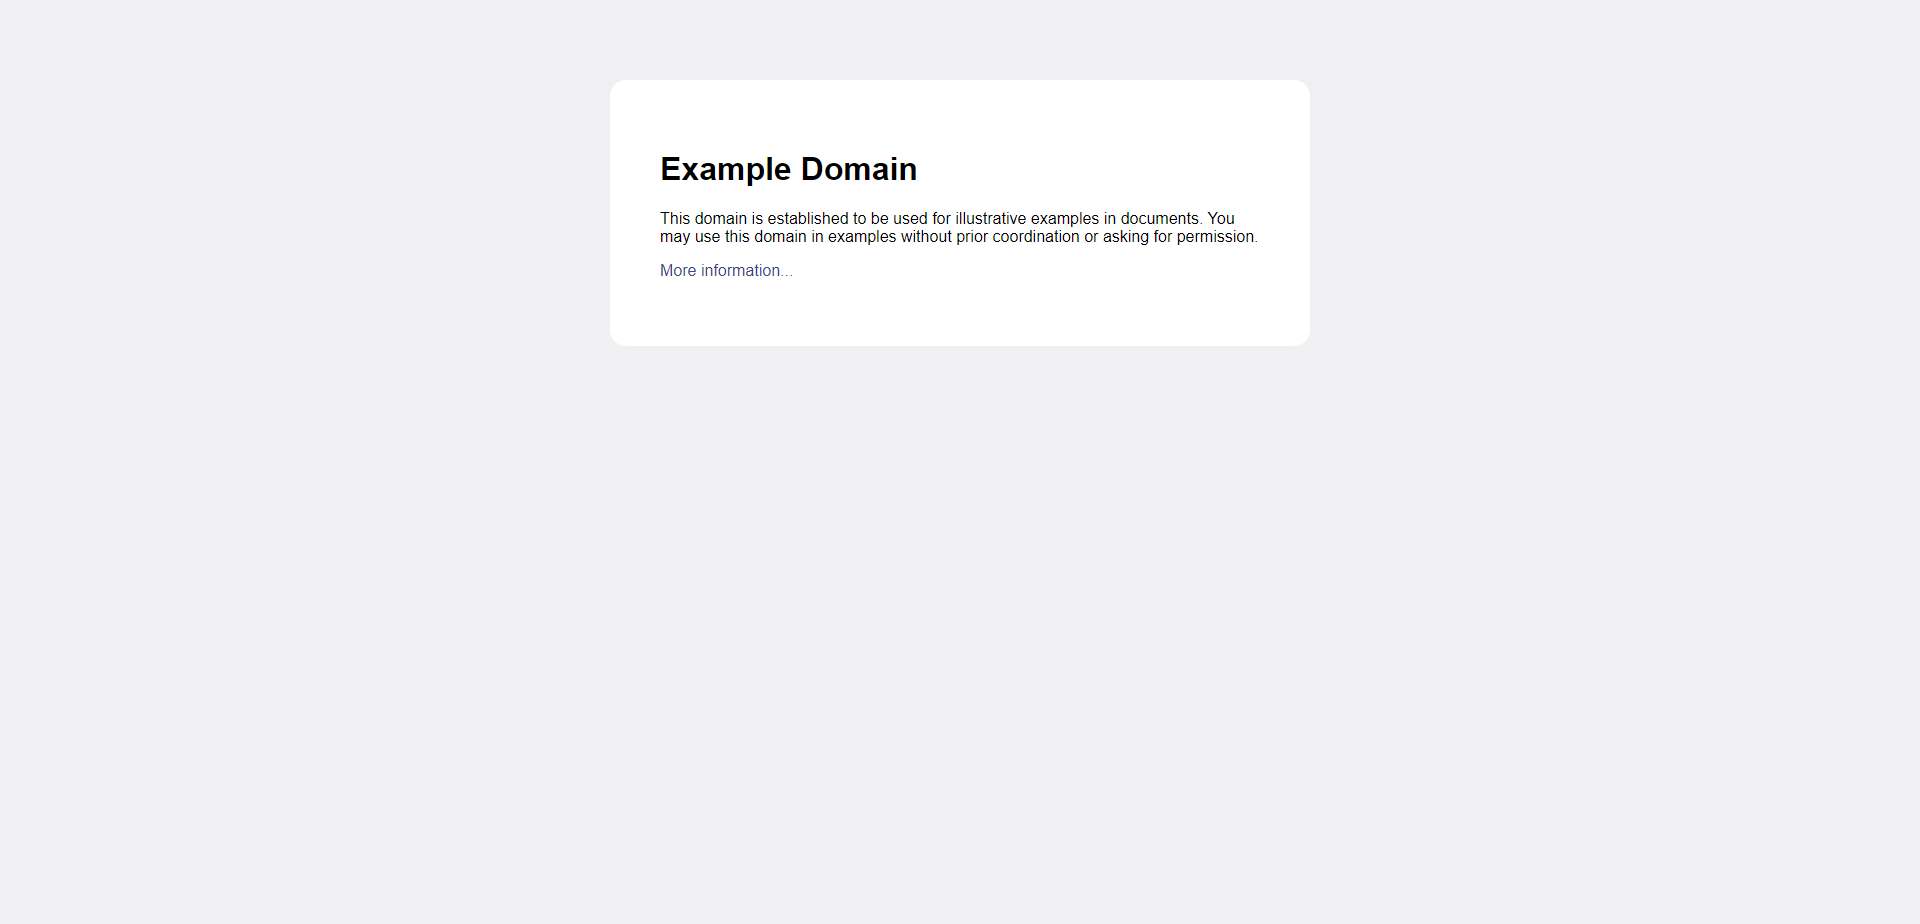 Example Domain
This domain is established to be used for illustrative examples in documents. You
may use this domain in examples without prior coordination or asking for permission.
More information...